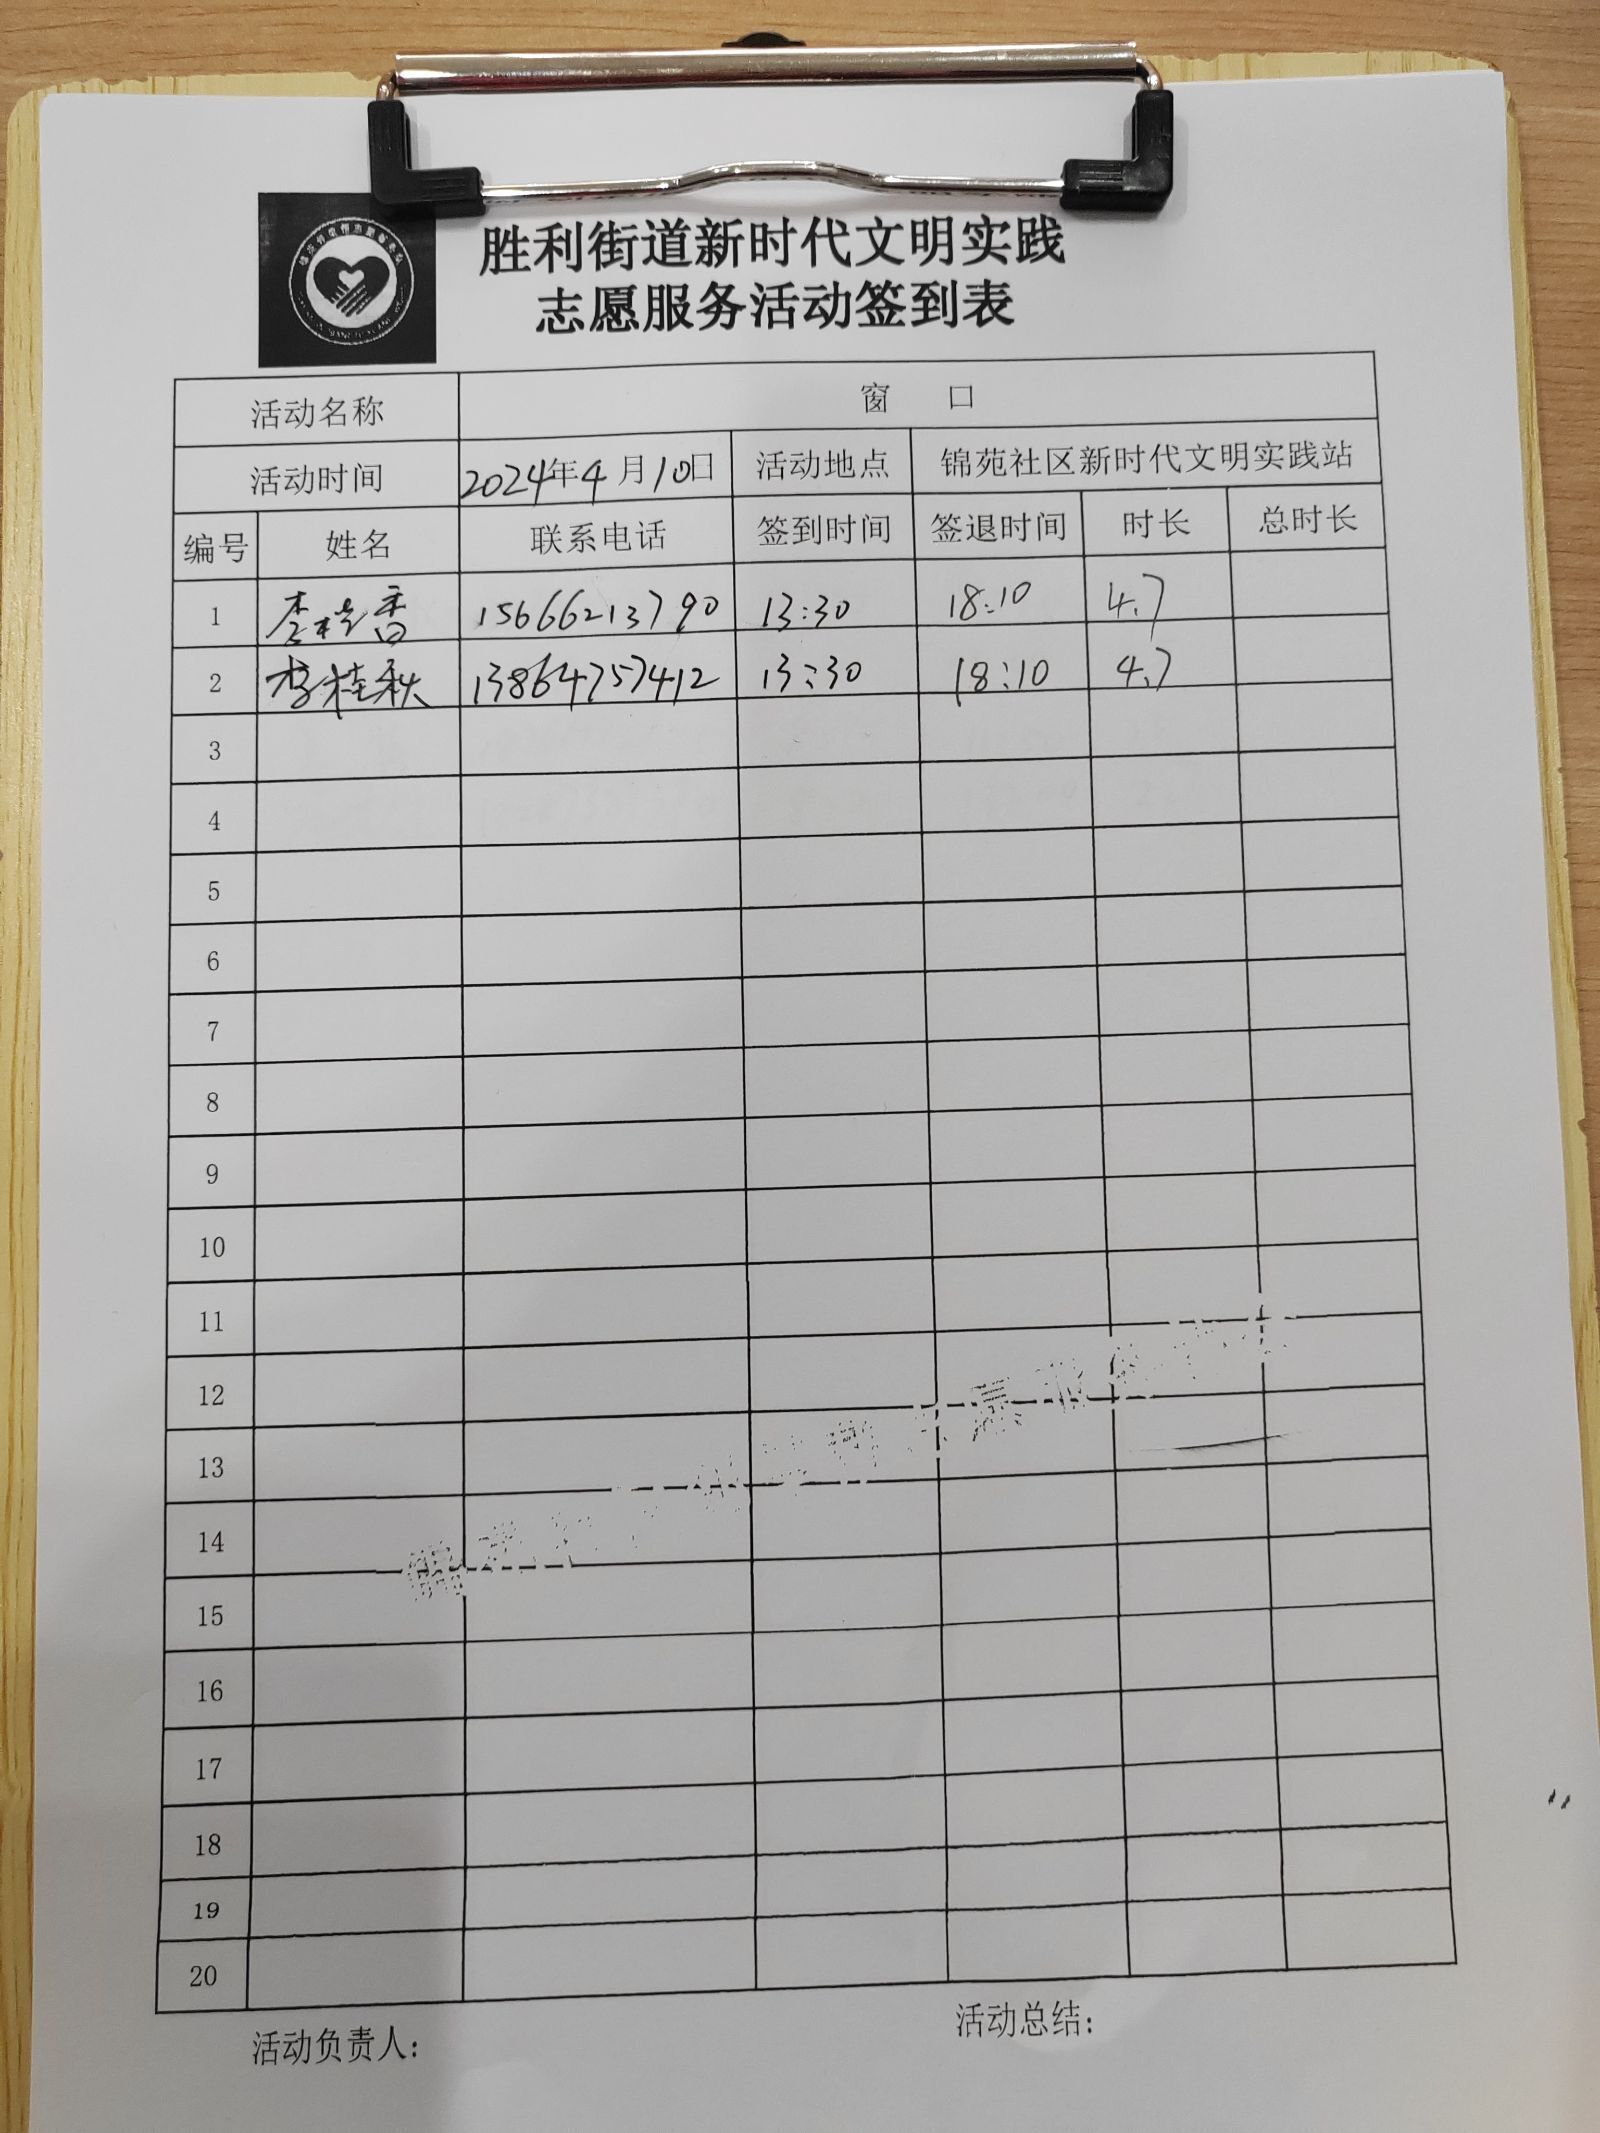 胜利街道新时代文明实践
志愿服务活动签到表
活动名称 窗 口
活动时间 2024年4月10日 活动地点 锦苑社区新时代文明实践站
编号 姓名 联系电话 签到时间 签退时间 时长 总时长
1 李 香 15666213790 13:30 18:10 4.7
2 李桂秋 13864757412 13:30 18:10 4.7
3
4
5
6
7
8
9
10
11
12
13
14
15
16
17
18
19
20
活动负责人: 活动总结: